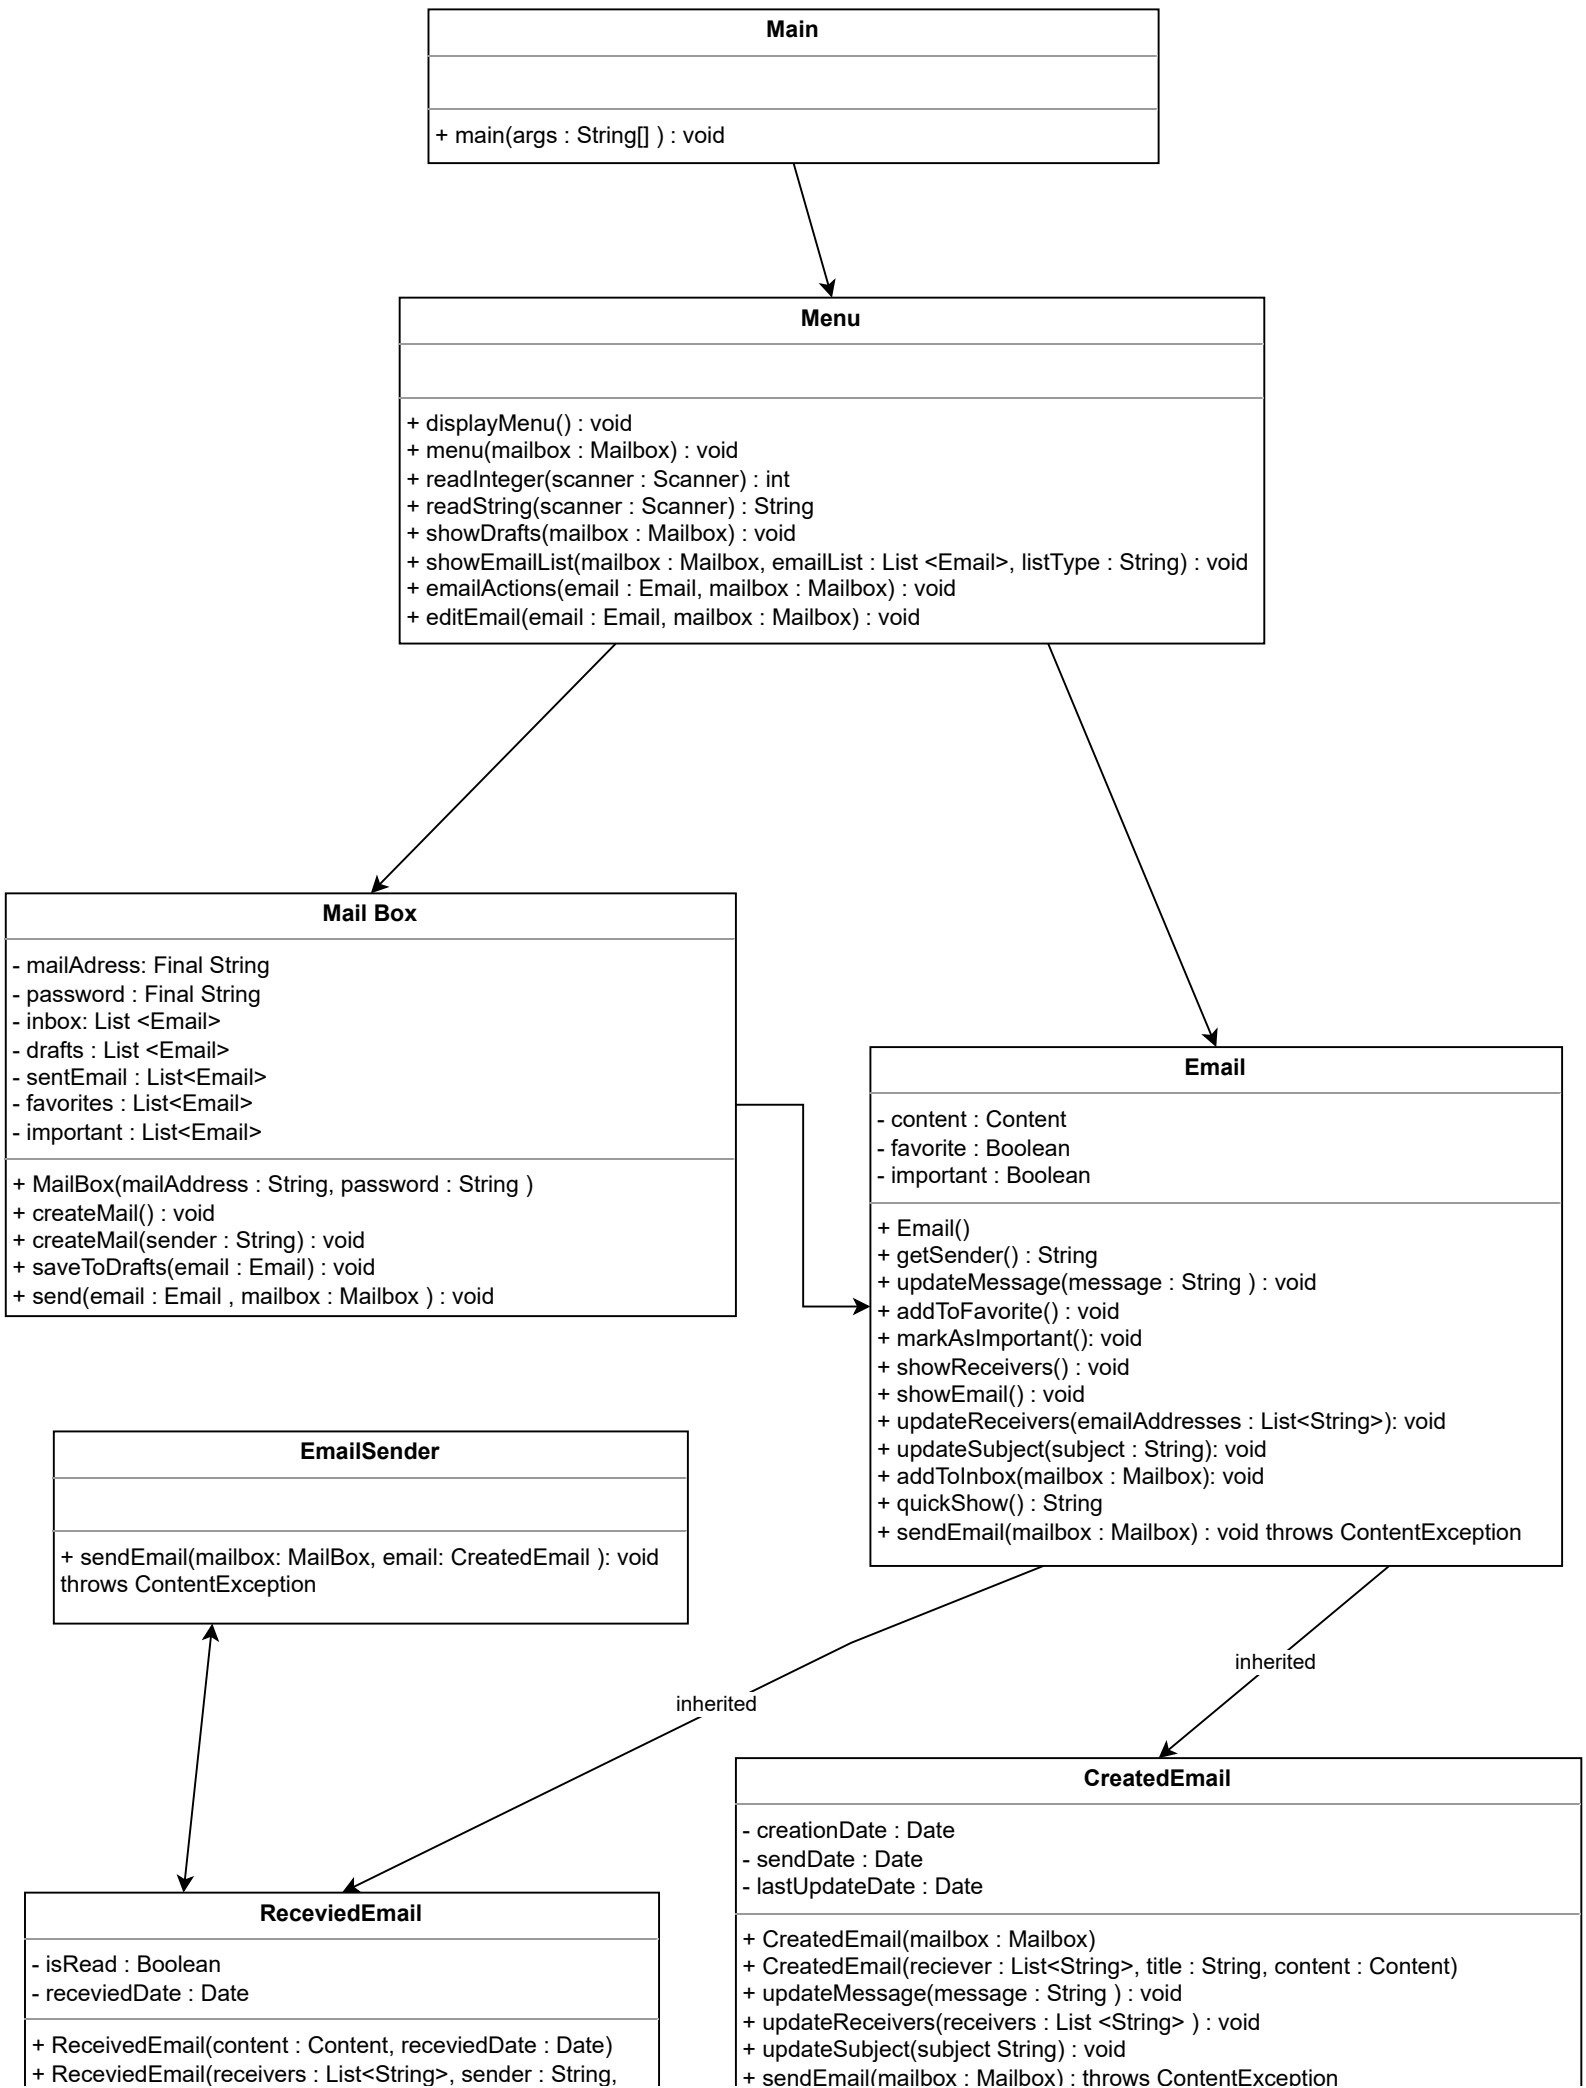 Main
+ main(args : String[] ) : void
Menu
+ displayMenu() : void
+ menu(mailbox : Mailbox) : void
+ readInteger(scanner : Scanner) : int
+ readString(scanner : Scanner) : String
+ showDrafts(mailbox : Mailbox) : void
+ showEmailList(mailbox : Mailbox, emailList : List <Email>, listType : String) : void
+ emailActions(email : Email, mailbox : Mailbox) : void
+ editEmail(email : Email, mailbox : Mailbox) : void
Mail Box
- mailAdress: Final String
- password : Final String
- inbox: List <Email>
- drafts : List <Email>
- sentEmail : List<Email>
- favorites : List<Email>
- important : List<Email>
+ MailBox(mailAddress : String, password : String )
+ createMail() : void
+ createMail(sender : String) : void
+ saveToDrafts(email : Email) : void
+ send(email : Email , mailbox : Mailbox ) : void
Email
- content : Content
- favorite : Boolean
- important : Boolean
+ Email()
+ getSender() : String
+ updateMessage(message : String ) : void
+ addToFavorite() : void
+ markAsImportant(): void
+ showReceivers() : void
+ showEmail() : void
+ updateReceivers(emailAddresses : List<String>): void
+ updateSubject(subject : String): void
+ addToInbox(mailbox : Mailbox): void
+ quickShow() : String
+ sendEmail(mailbox : Mailbox) : void throws ContentException
EmailSender
+ sendEmail(mailbox: MailBox, email: CreatedEmail ): void
throws ContentException
inherited
inherited
CreatedEmail
- creationDate : Date
- sendDate : Date
- lastUpdateDate : Date
+ CreatedEmail(mailbox : Mailbox)
+ CreatedEmail(reciever : List<String>, title : String, content : Content)
+ updateMessage(message : String ) : void
+ updateReceivers(receivers : List <String> ) : void
+ updateSubject(subject String) : void
+ sendEmail(mailbox : Mailbox) : throws ContentException
ReceviedEmail
- isRead : Boolean
- receviedDate : Date
+ ReceivedEmail(content : Content, receviedDate : Date)
+ ReceviedEmail(receivers : List<String>, sender : String,